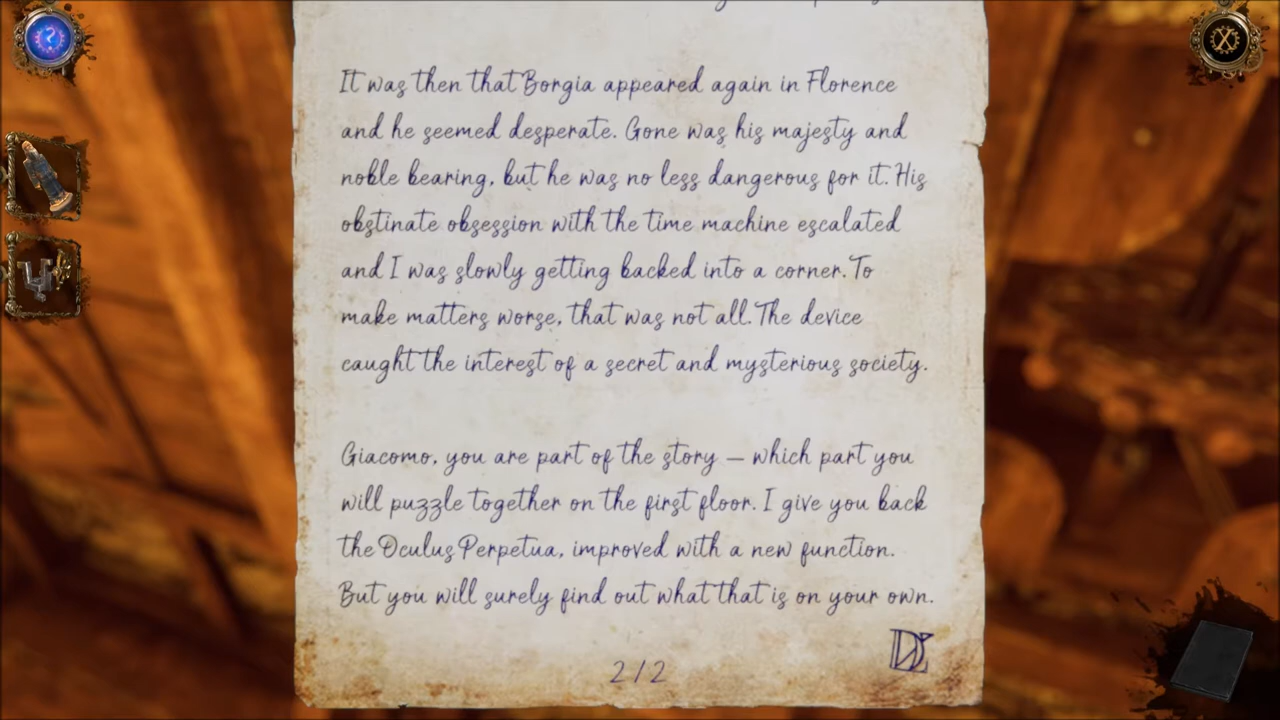 It was then that Borgia appeared again in Florence
and he seemed desperate. Gone was his majesty and
noble bearing, but he was no less dangerous for it. His
obstinate obsession with the time machine escalated
and I was slowly getting backed into a corner. To
make matters worse, that was not all. The device
caught the interest of a secret and mysterious society.
Giacomo, you are part of the story — which part you
will puzzle together on the first floor. I give you back
the Oculus Perpetua, improved with a new function.
But you will surely find out what that is on your own.
2/2